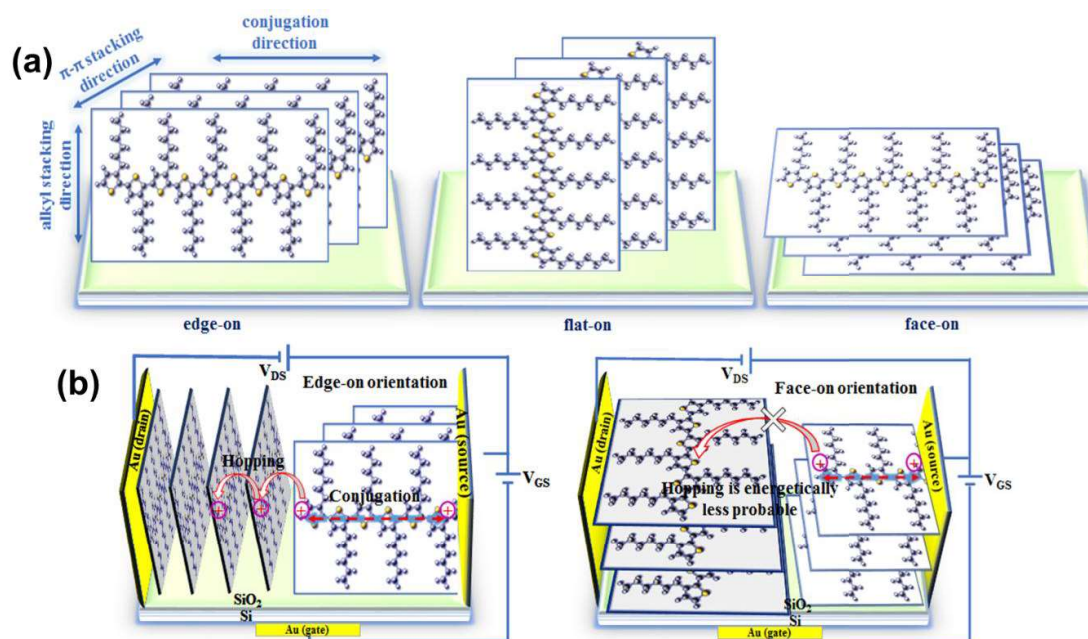 (a)
π-π stacking
direction
conjugation
direction
alkyl stacking
direction
edge-on
flat-on
face-on
(b)
V_DS
Edge-on orientation
Au (drain)
Au (source)
Hopping
Conjugation
V_GS
SiO₂
Si
Au (gate)
V_DS
Face-on orientation
Au (drain)
Au (source)
Hopping is energetically
less probable
V_GS
SiO₂
Si
Au (gate)